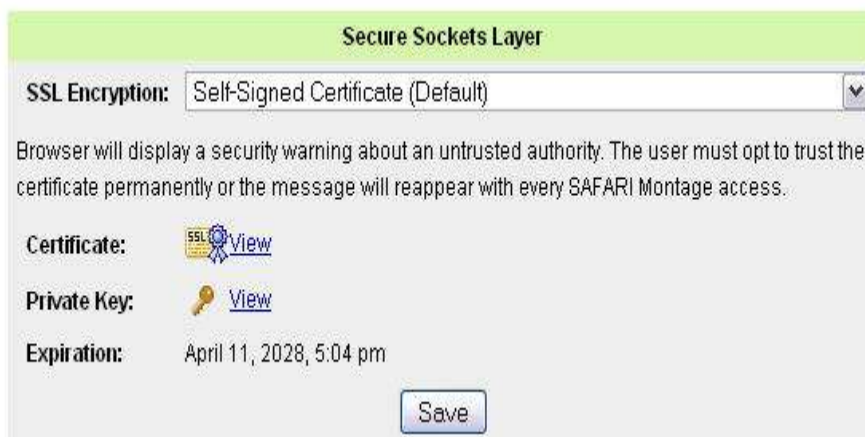 Secure Sockets Layer
SSL Encryption: Self-Signed Certificate (Default)
Browser will display a security warning about an untrusted authority. The user must opt to trust the
certificate permanently or the message will reappear with every SAFARI Montage access.
Certificate: SSL View
Private Key: View
Expiration: April 11, 2028, 5:04 pm
Save